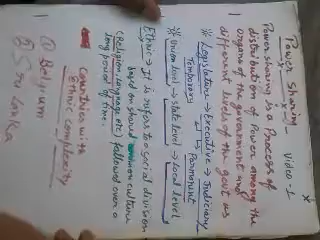 Power Sharing
Video - 1
Power sharing is a Process of
distribution of Power among the
Organs of the government and
different levels of the govt as
* Legislature → Executive → Judiciary
Temporary Permanent
* Union level → state level → Local level
Ethnic → It is refers to a social division
based on shared culture
(Religion, language etc) followed over a
long period of time.
Countries with
Ethnic complexity
① Belgium
② Sri Lanka